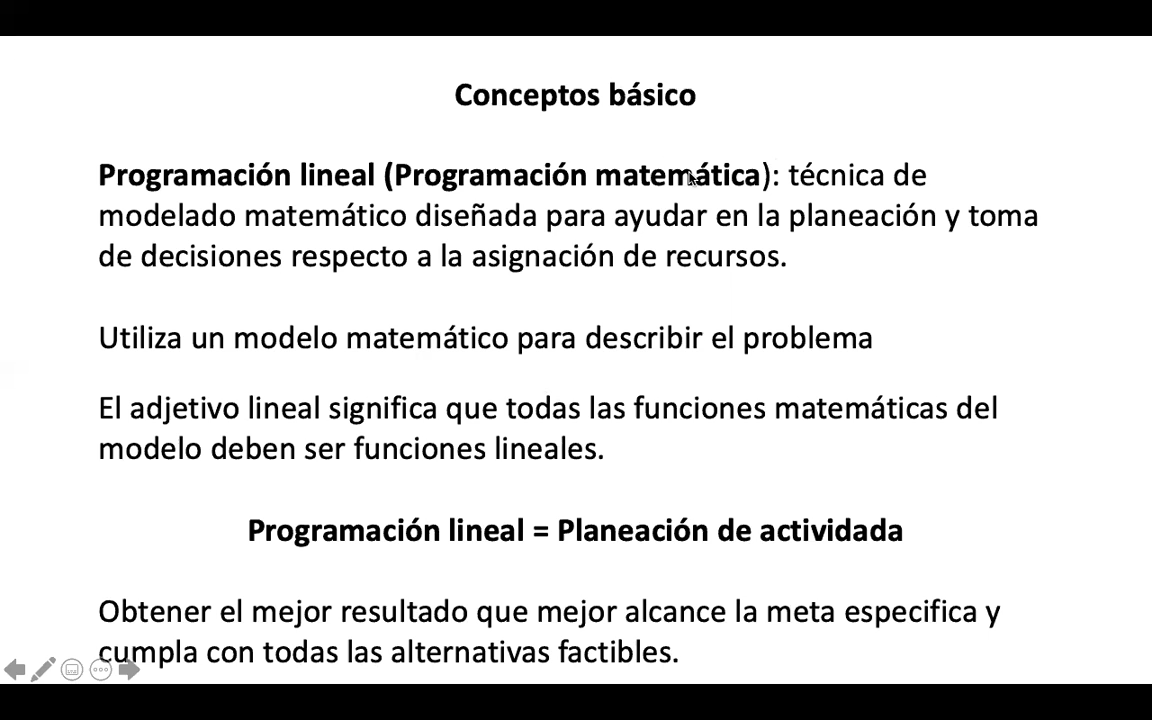 Conceptos básico
Programación lineal (Programación matemática): técnica de
modelado matemático diseñada para ayudar en la planeación y toma
de decisiones respecto a la asignación de recursos.
Utiliza un modelo matemático para describir el problema
El adjetivo lineal significa que todas las funciones matemáticas del
modelo deben ser funciones lineales.
Programación lineal = Planeación de actividada
Obtener el mejor resultado que mejor alcance la meta especifica y
cumpla con todas las alternativas factibles.